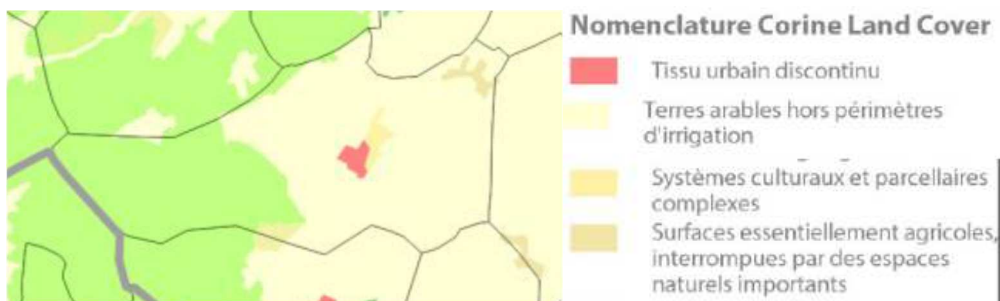 Nomenclature Corine Land Cover
Tissu urbain discontinu
Terres arables hors périmètres
d'irrigation
Systèmes culturaux et parcellaires
complexes
Surfaces essentiellement agricoles,
interrompues par des espaces
naturels importants